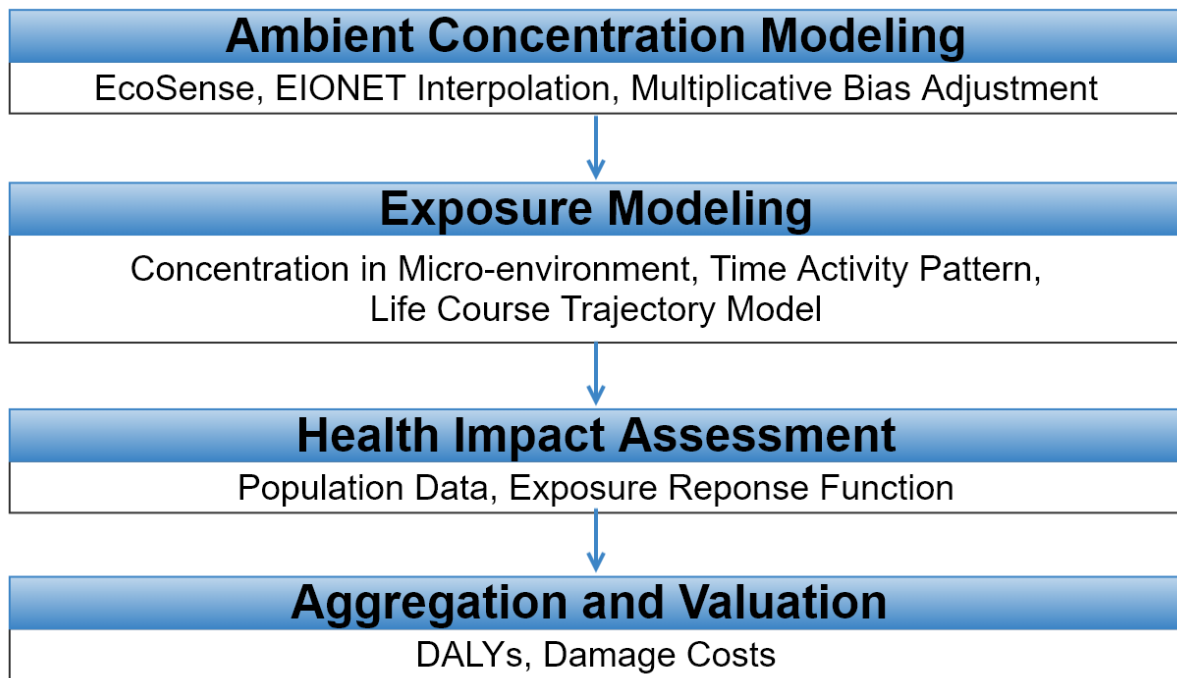 Ambient Concentration Modeling
EcoSense, EIONET Interpolation, Multiplicative Bias Adjustment
Exposure Modeling
Concentration in Micro-environment, Time Activity Pattern,
Life Course Trajectory Model
Health Impact Assessment
Population Data, Exposure Reponse Function
Aggregation and Valuation
DALYs, Damage Costs